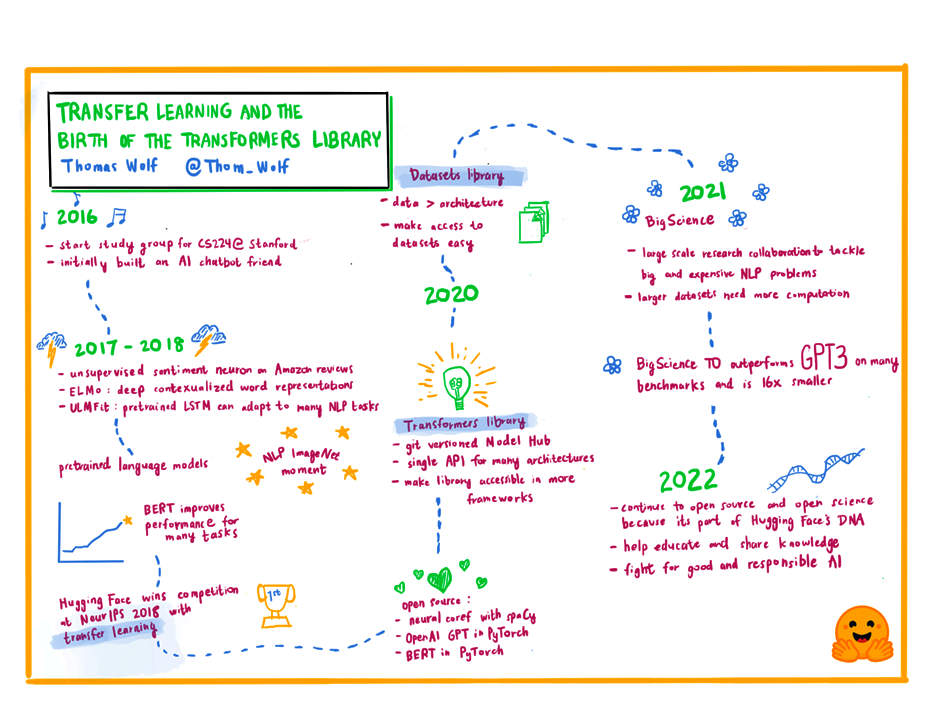 TRANSFER LEARNING AND THE
BIRTH OF THE TRANSFORMERS LIBRARY
Thomas Wolf @Thom_Wolf
2016
- start study group for CS224@ Stanford
- initially built an AI chatbot friend
2017 - 2018
- unsupervised sentiment neuron on Amazon reviews
- ELMo : deep contextualized word representations
- ULMFit : pretrained LSTM can adapt to many NLP tasks
pretrained language models
NLP ImageNet
moment
BERT improves
performance for
many tasks
Hugging Face wins competition
at NeurIPS 2018 with
transfer learning
1st
open source :
- neural coref with spaCy
- OpenAI GPT in PyTorch
- BERT in PyTorch
Transformers library
- git versioned Model Hub
- single API for many architectures
- make library accessible in more
frameworks
2020
Datasets library
- data > architecture
- make access to
datasets easy
2021
BigScience
- large scale research collaboration to tackle
big and expensive NLP problems
- larger datasets need more computation
BigScience T0 outperforms GPT3 on many
benchmarks and is 16x smaller
2022
- continue to open source and open science
because its part of Hugging Face's DNA
- help educate and share knowledge
- fight for good and responsible AI